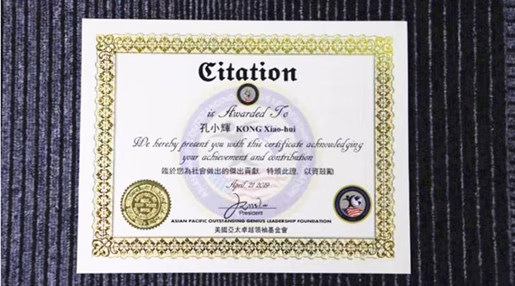 Citation
is Awarded To
孔小輝 KONG Xiao-hui
We hereby present you with this certificate acknowledging
your achievement and contribution
鑑於您為社會做出的傑出貢獻，特頒此證，以資鼓勵
April 21 2019
President
ASIAN PACIFIC OUTSTANDING GENIUS LEADERSHIP FOUNDATION
美國亞太卓越領袖基金會